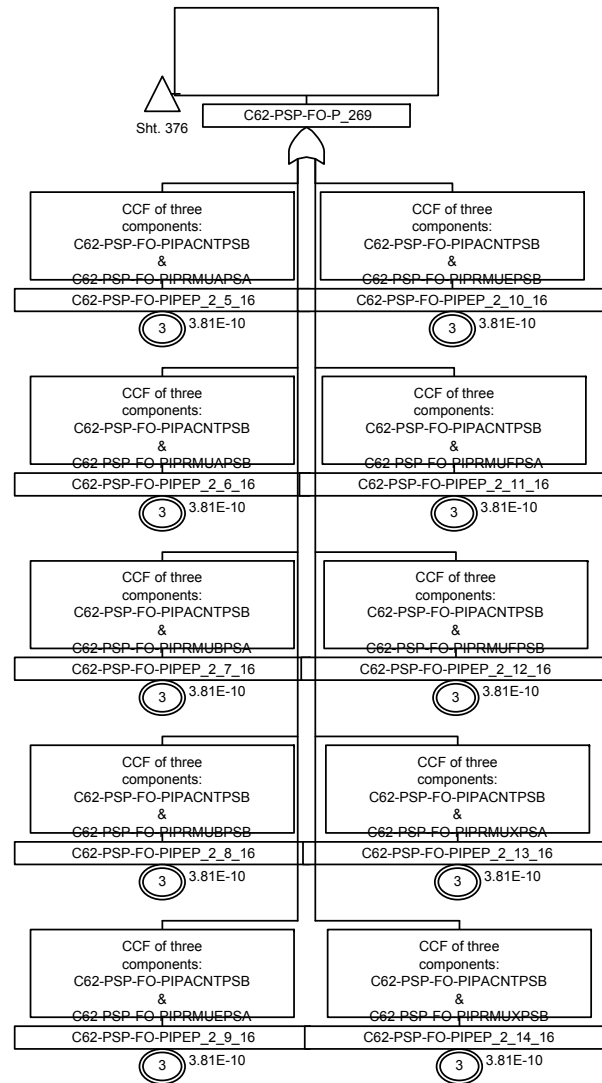 Sht. 376
C62-PSP-FO-P_269
CCF of three
components:
C62-PSP-FO-PIPACNTPSB
&
C62-PSP-FO-PIPRMUAPSA
C62-PSP-FO-PIPEP_2_5_16
3
3.81E-10
CCF of three
components:
C62-PSP-FO-PIPACNTPSB
&
C62-PSP-FO-PIPRMUEPSB
C62-PSP-FO-PIPEP_2_10_16
3
3.81E-10
CCF of three
components:
C62-PSP-FO-PIPACNTPSB
&
C62-PSP-FO-PIPRMUAPSB
C62-PSP-FO-PIPEP_2_6_16
3
3.81E-10
CCF of three
components:
C62-PSP-FO-PIPACNTPSB
&
C62-PSP-FO-PIPRMUFPSA
C62-PSP-FO-PIPEP_2_11_16
3
3.81E-10
CCF of three
components:
C62-PSP-FO-PIPACNTPSB
&
C62-PSP-FO-PIPRMUBPSA
C62-PSP-FO-PIPEP_2_7_16
3
3.81E-10
CCF of three
components:
C62-PSP-FO-PIPACNTPSB
&
C62-PSP-FO-PIPRMUFPSB
C62-PSP-FO-PIPEP_2_12_16
3
3.81E-10
CCF of three
components:
C62-PSP-FO-PIPACNTPSB
&
C62-PSP-FO-PIPRMUBPSB
C62-PSP-FO-PIPEP_2_8_16
3
3.81E-10
CCF of three
components:
C62-PSP-FO-PIPACNTPSB
&
C62-PSP-FO-PIPRMUXPSA
C62-PSP-FO-PIPEP_2_13_16
3
3.81E-10
CCF of three
components:
C62-PSP-FO-PIPACNTPSB
&
C62-PSP-FO-PIPRMUEPSA
C62-PSP-FO-PIPEP_2_9_16
3
3.81E-10
CCF of three
components:
C62-PSP-FO-PIPACNTPSB
&
C62-PSP-FO-PIPRMUXPSB
C62-PSP-FO-PIPEP_2_14_16
3
3.81E-10